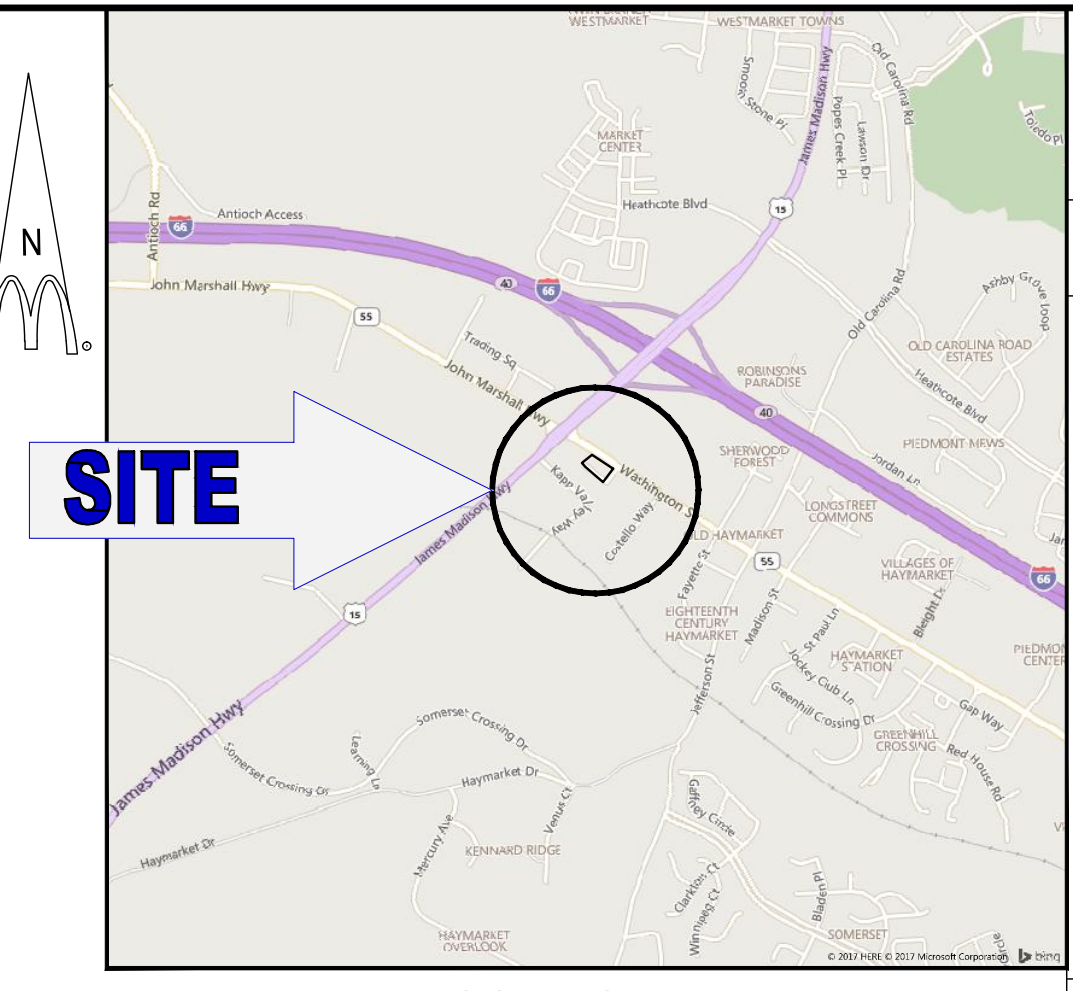 WESTMARKET
WESTMARKET TOWNS
James Madison Hwy
Old Carolina Rd
Smoon Stone Pl
Popes Creek Pl
Lawson Dr
Toledo Pl
MARKET
CENTER
Heathcote Blvd
15
Antioch Rd
66
Antioch Access
N
John Marshall Hwy
40
66
55
Ashby Grove Loop
Old Carolina Rd
Trading Sq
OLD CAROLINA ROAD
ESTATES
John Marshall Hwy
ROBINSONS
PARADISE
Heathcote Blvd
40
SITE
SHERWOOD
FOREST
PIEDMONT MEWS
Jordan Ln
Kapp Valley Way
Washington S
James Madison Hwy
Costello Way
LONGSTREET
COMMONS
OLD HAYMARKET
55
VILLAGES OF
HAYMARKET
66
Fayette St
Madison St
St Paul Ln
Bleight D
15
EIGHTEENTH
CENTURY
HAYMARKET
HAYMARKET
STATION
PIEDMO
CENTER
Jockey Club Ln
Jefferson St
Greenhill Crossing Dr
Gap Way
GREENHILL
CROSSING
Red House Rd
James Madison Hwy
Somerset Crossing Dr
Somerset Crossing Dr
Learning Ln
Haymarket Dr
Venus Ct
Gaffney Circle
Haymarket Dr
Mercury Ave
KENNARD RIDGE
Clarkton Ct
Winnipeg Ct
Bladen Pl
HAYMARKET
OVERLOOK
SOMERSET
Circle
© 2017 HERE © 2017 Microsoft Corporation
bing